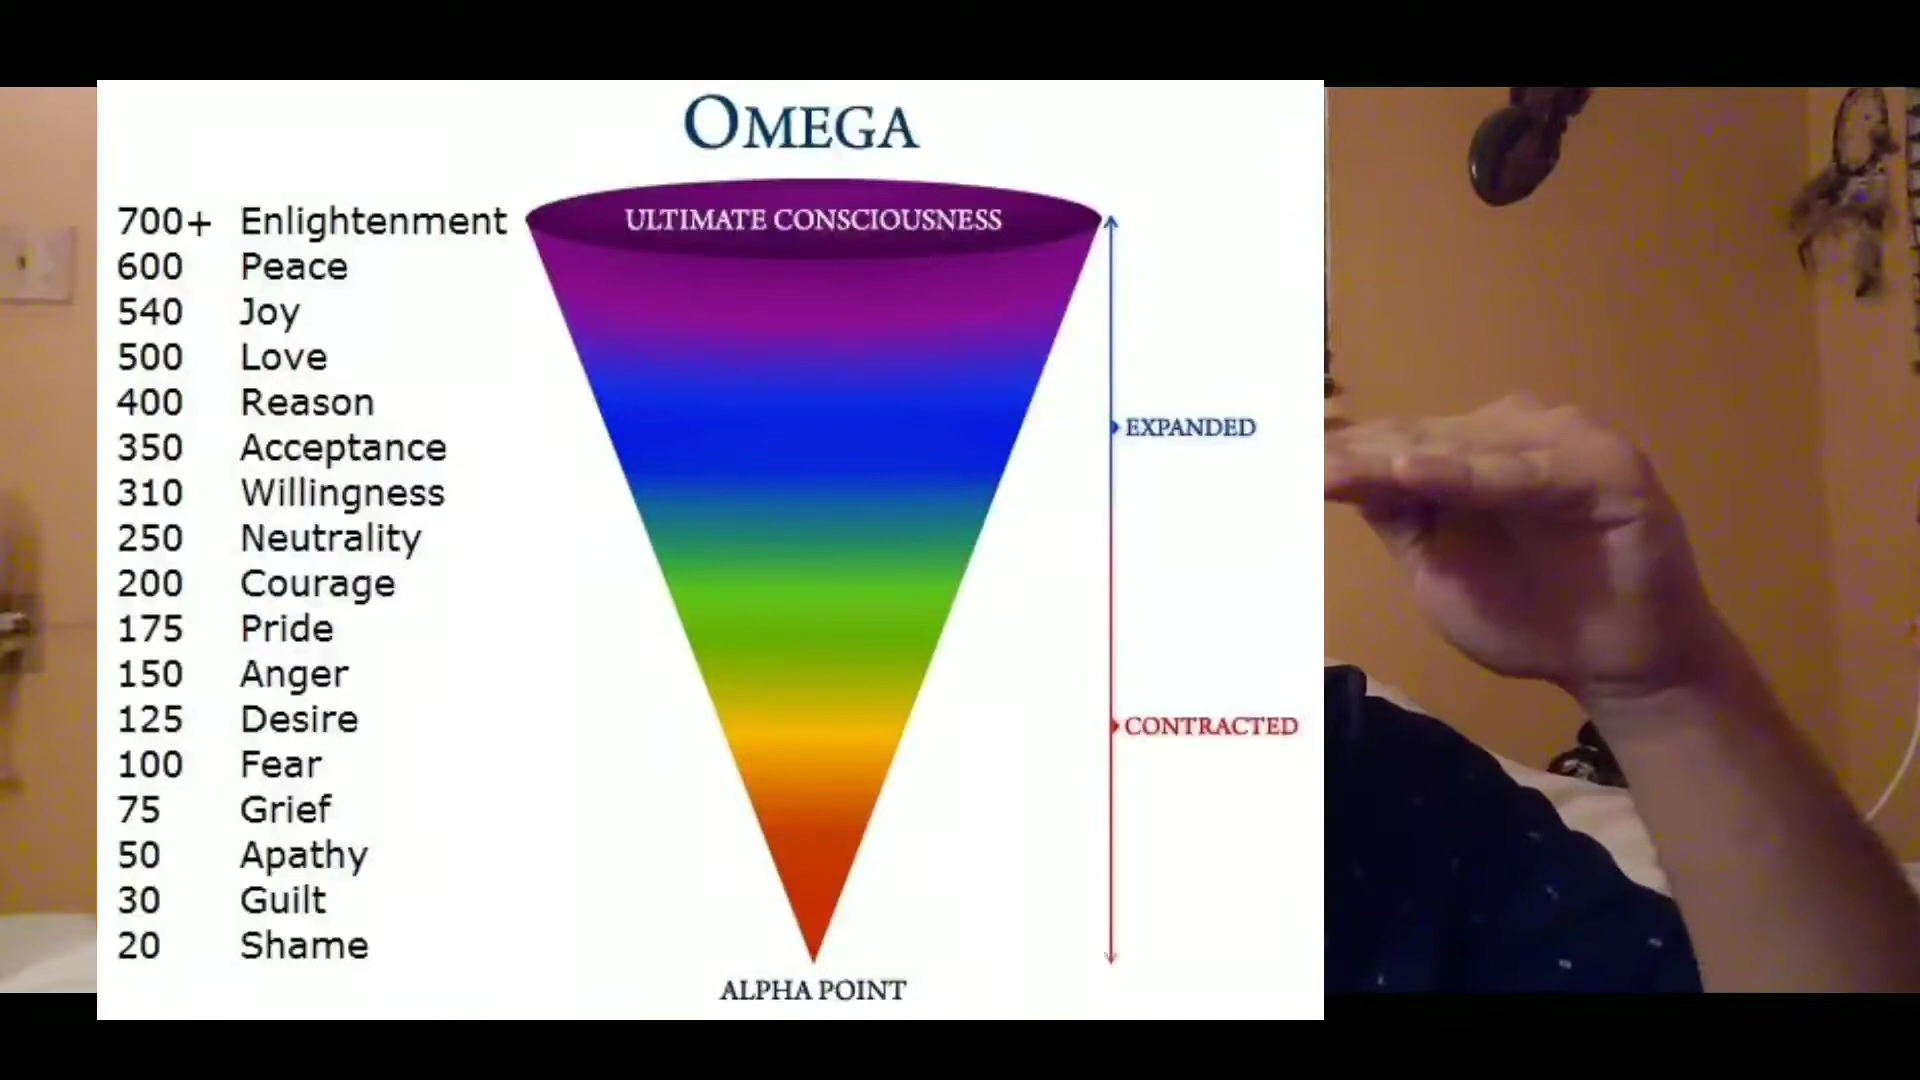 OMEGA
700+ Enlightenment
ULTIMATE CONSCIOUSNESS
600 Peace
540 Joy
500 Love
400 Reason
EXPANDED
350 Acceptance
310 Willingness
250 Neutrality
200 Courage
175 Pride
150 Anger
125 Desire
CONTRACTED
100 Fear
75 Grief
50 Apathy
30 Guilt
20 Shame
ALPHA POINT